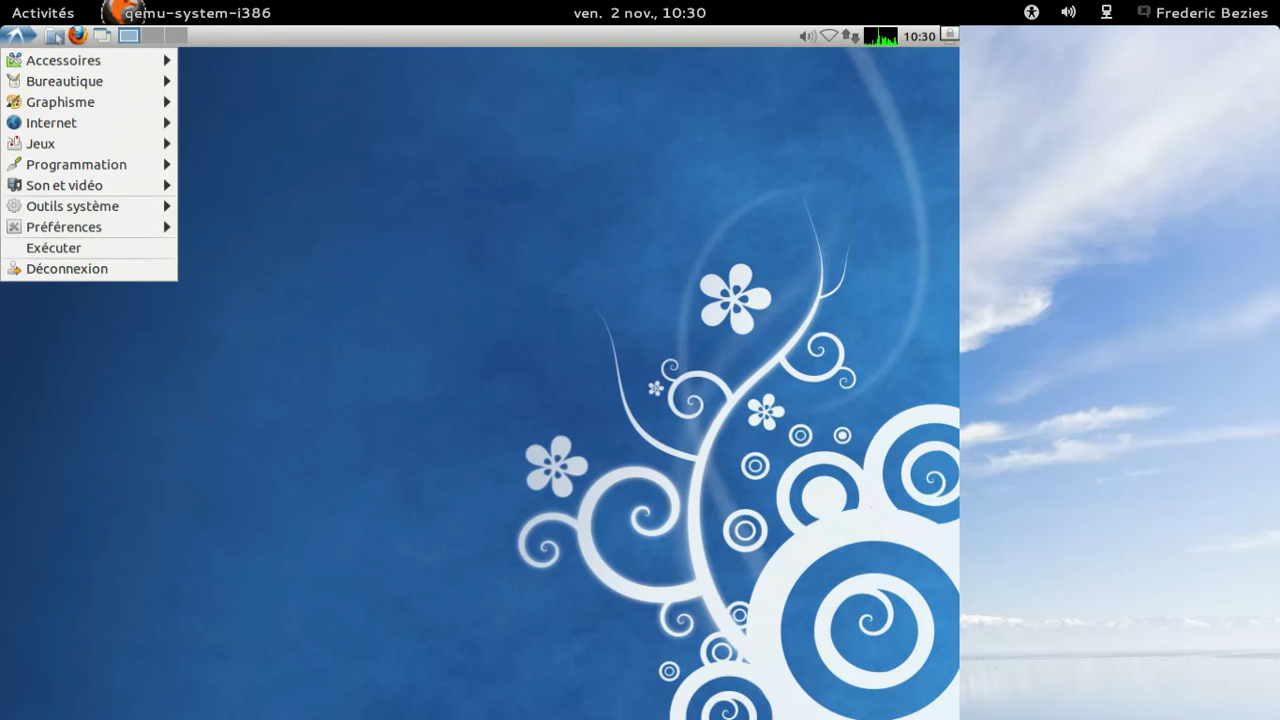 Activités qemu-system-i386 ven. 2 nov., 10:30 Frederic Bezies
10:30
Accessoires
Bureautique
Graphisme
Internet
Jeux
Programmation
Son et vidéo
Outils système
Préférences
Exécuter
Déconnexion